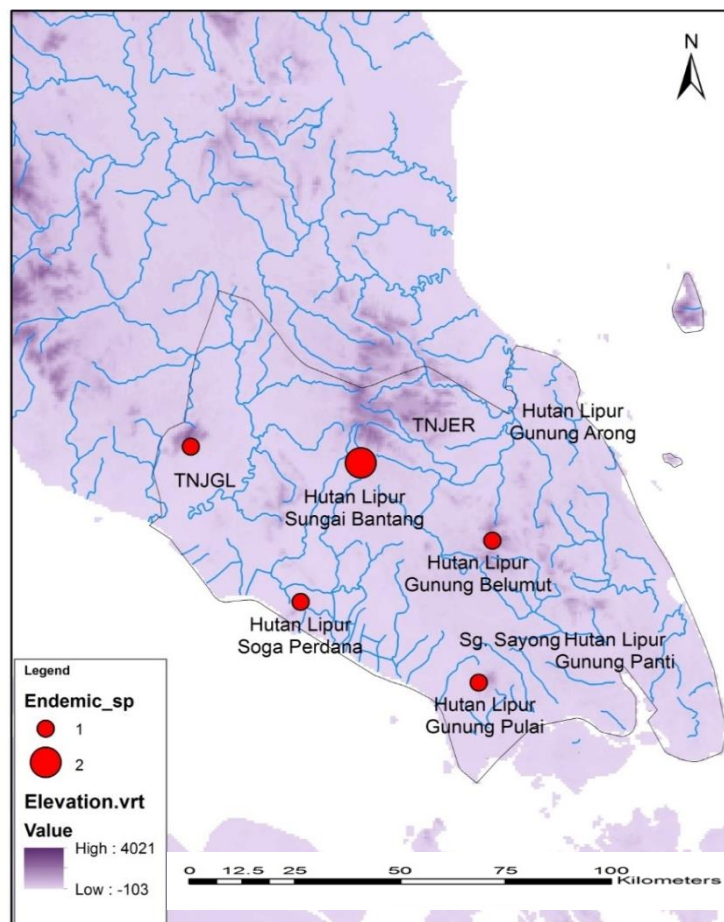 N
Hutan Lipur
Gunung Arong
TNJER
TNJGL
Hutan Lipur
Sungai Bantang
Hutan Lipur
Gunung Belumut
Hutan Lipur
Soga Perdana
Sg. Sayong
Hutan Lipur
Gunung Panti
Hutan Lipur
Gunung Pulai
Legend
Endemic_sp
1
2
Elevation.vrt
Value
High : 4021
Low : -103
0 12.5 25 50 75 100
Kilometers